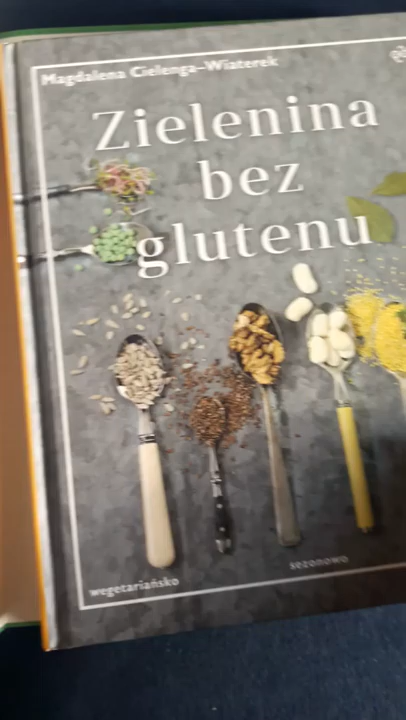 Magdalena Cielenga–Wiaterek
Zielenina
bez
glutenu
wegetariańsko
sezonowo